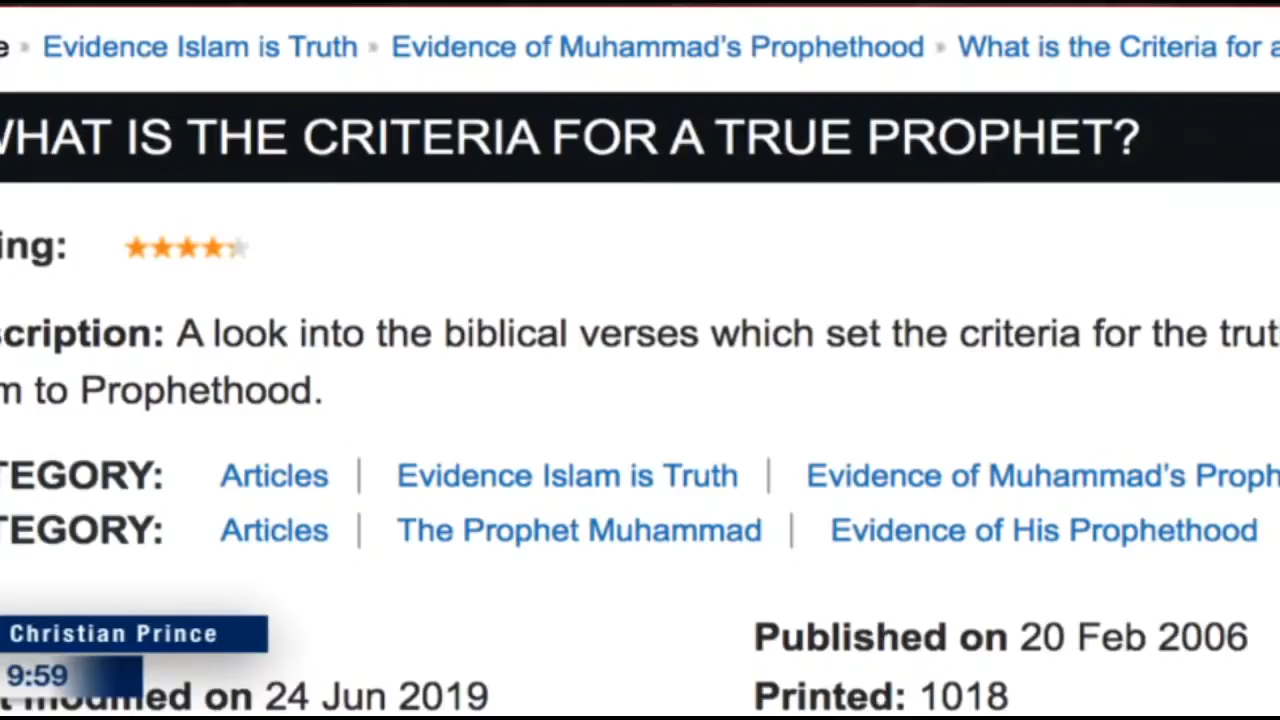 e » Evidence Islam is Truth » Evidence of Muhammad's Prophethood » What is the Criteria for a
WHAT IS THE CRITERIA FOR A TRUE PROPHET?
ing:
scription: A look into the biblical verses which set the criteria for the trut
m to Prophethood.
TEGORY: Articles | Evidence Islam is Truth | Evidence of Muhammad's Proph
TEGORY: Articles | The Prophet Muhammad | Evidence of His Prophethood
Christian Prince
Published on 20 Feb 2006
9:59
t modified on 24 Jun 2019
Printed: 1018